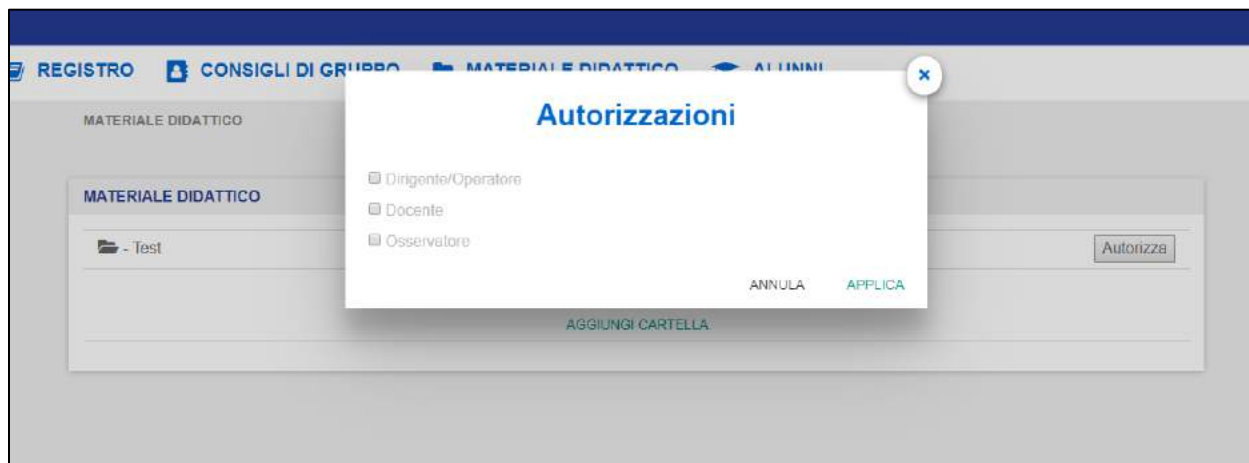 REGISTRO CONSIGLI DI GRUPPO MATERIALE DIDATTICO ALUNNI
MATERIALE DIDATTICO
Autorizzazioni
Dirigente/Operatore
MATERIALE DIDATTICO
Docente
Osservatore
- Test
Autorizza
ANNULA APPLICA
AGGIUNGI CARTELLA